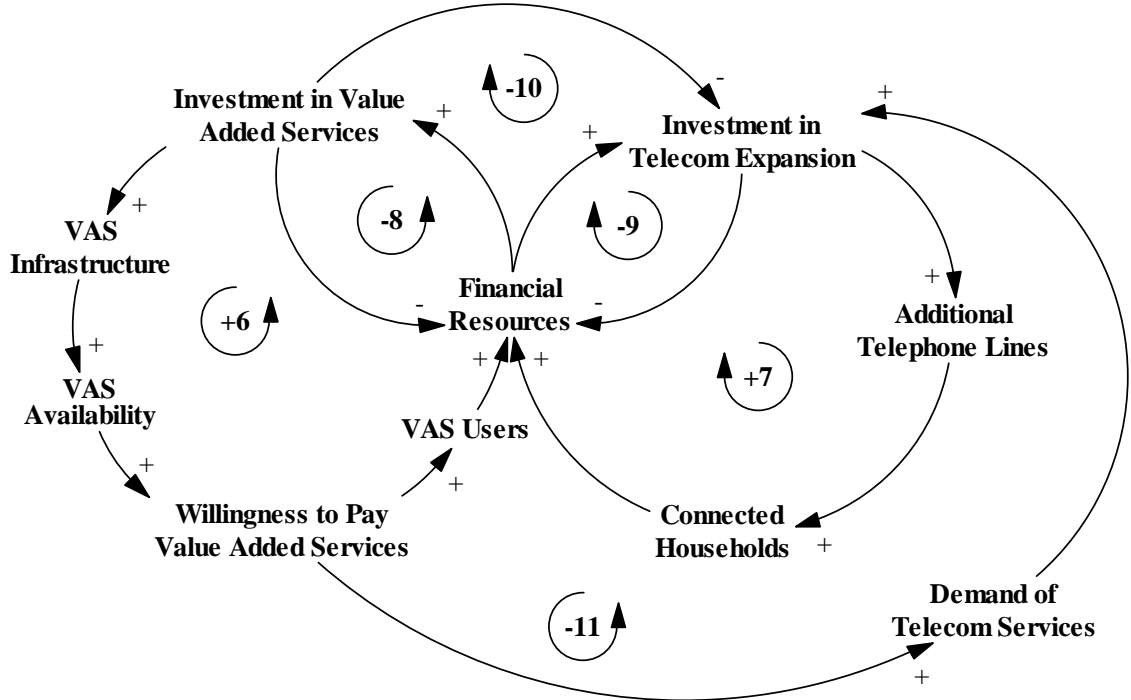 -
-10
+
Investment in Value
Added Services
+
+
Investment in
Telecom Expansion
+
-8
-9
VAS
Infrastructure
+
Financial
Resources
-
-
Additional
Telephone Lines
+6
+
+
+
+7
VAS
Availability
VAS Users
+
+
Willingness to Pay
Value Added Services
Connected
Households
+
Demand of
Telecom Services
-11
+